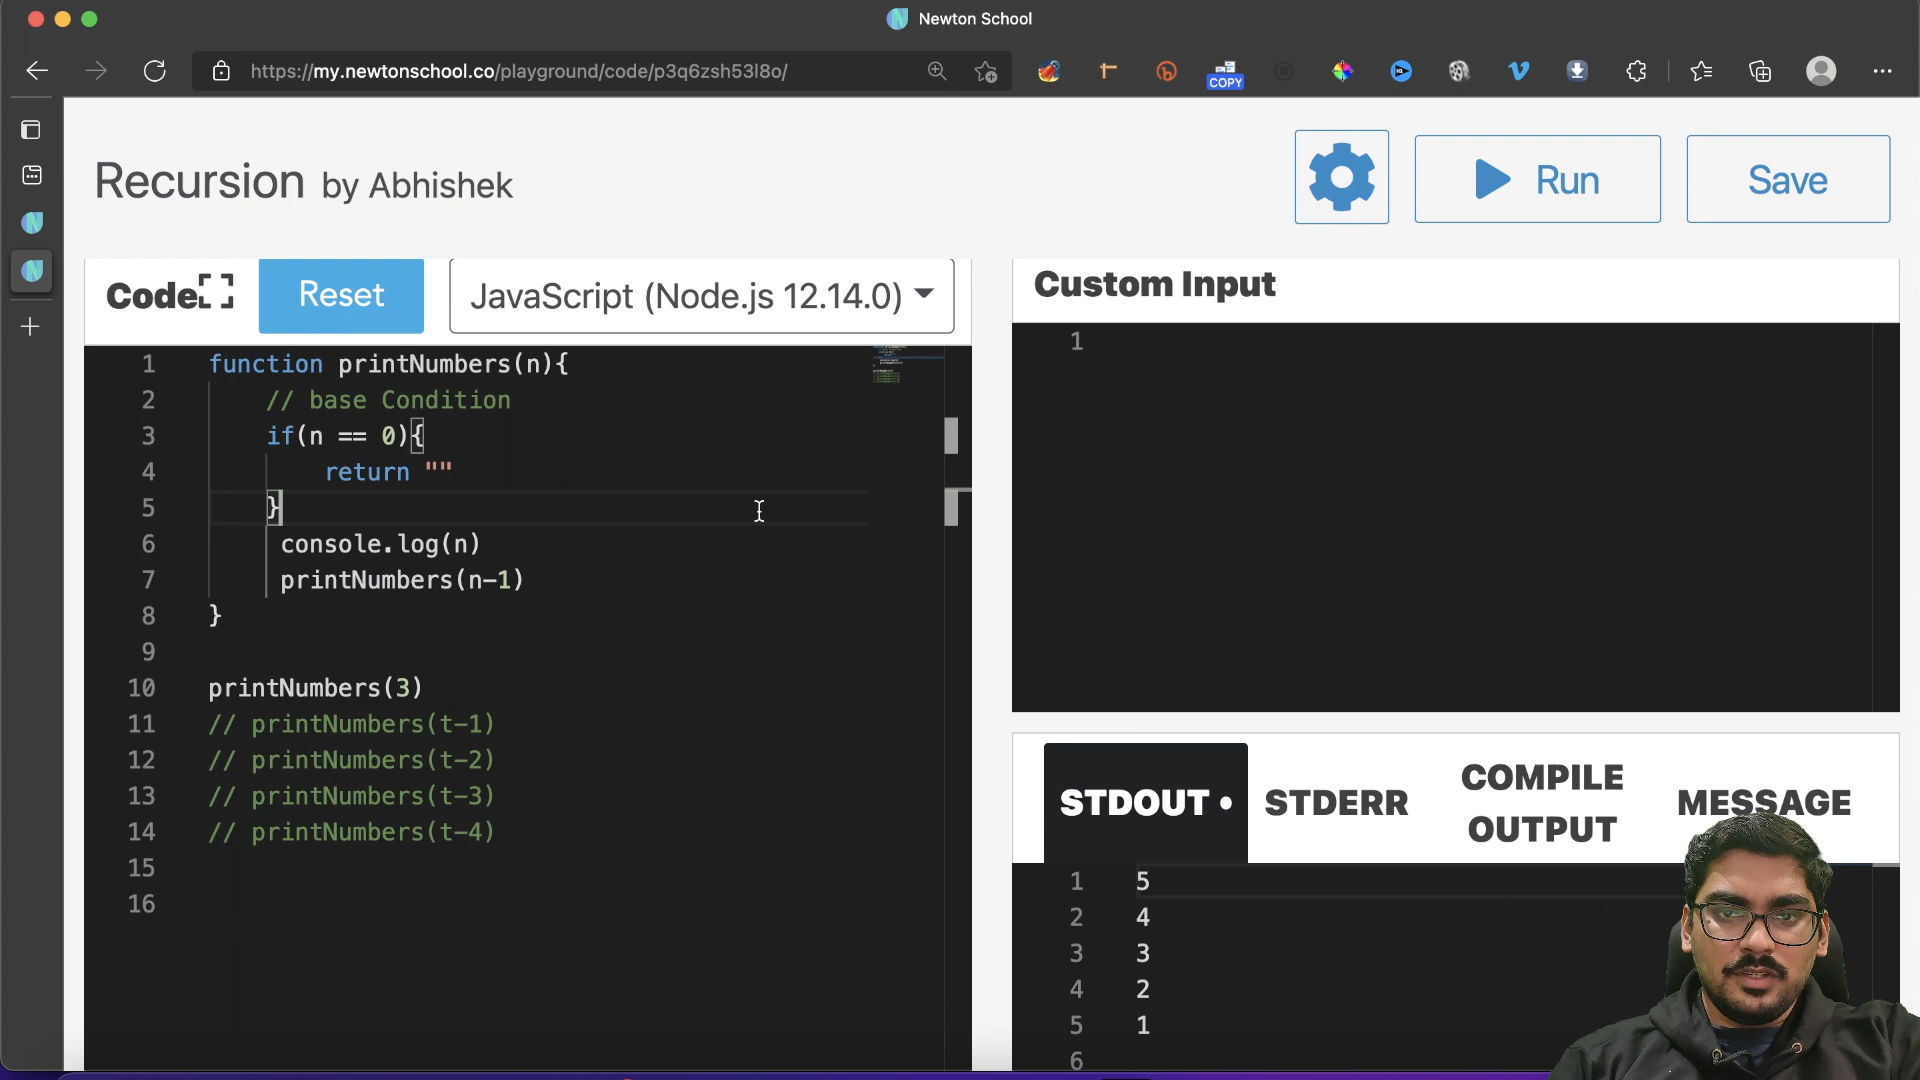 Newton School
https://my.newtonschool.co/playground/code/p3q6zsh53l8o/
COPY
Recursion by Abhishek
Run
Save
Code
Reset
JavaScript (Node.js 12.14.0)
Custom Input
1
1 function printNumbers(n){
2 // base Condition
3 if(n == 0){
4 return ""
5 }
6 console.log(n)
7 printNumbers(n-1)
8 }
9
10 printNumbers(3)
11 // printNumbers(t-1)
12 // printNumbers(t-2)
13 // printNumbers(t-3)
14 // printNumbers(t-4)
15
16
STDOUT •
STDERR
COMPILE
OUTPUT
MESSAGE
1 5
2 4
3 3
4 2
5 1
6